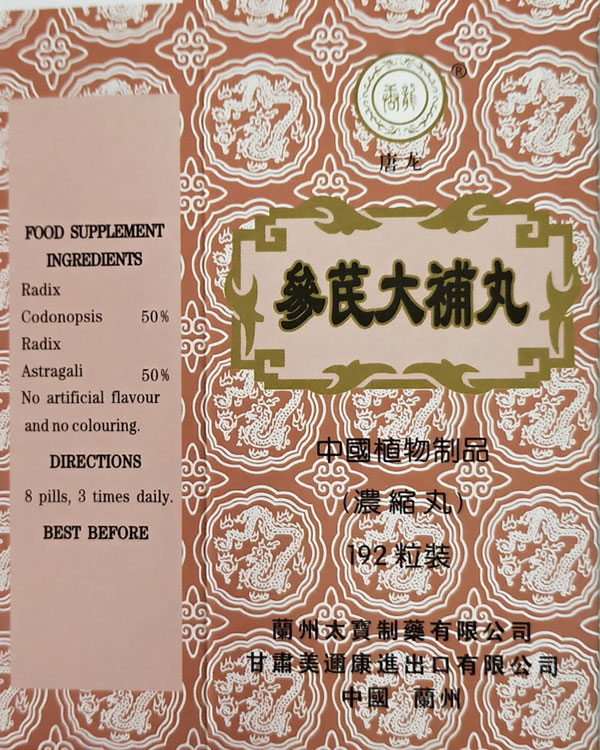 FOOD SUPPLEMENT
INGREDIENTS
Radix
Codonopsis 50%
Radix
Astragali 50%
No artificial flavour
and no colouring.
DIRECTIONS
8 pills, 3 times daily.
BEST BEFORE
®
唐龙
參芪大補丸
中國植物制品
(濃縮丸)
192粒裝
蘭州太寶制藥有限公司
甘肅美邇康進出口有限公司
中國 蘭州